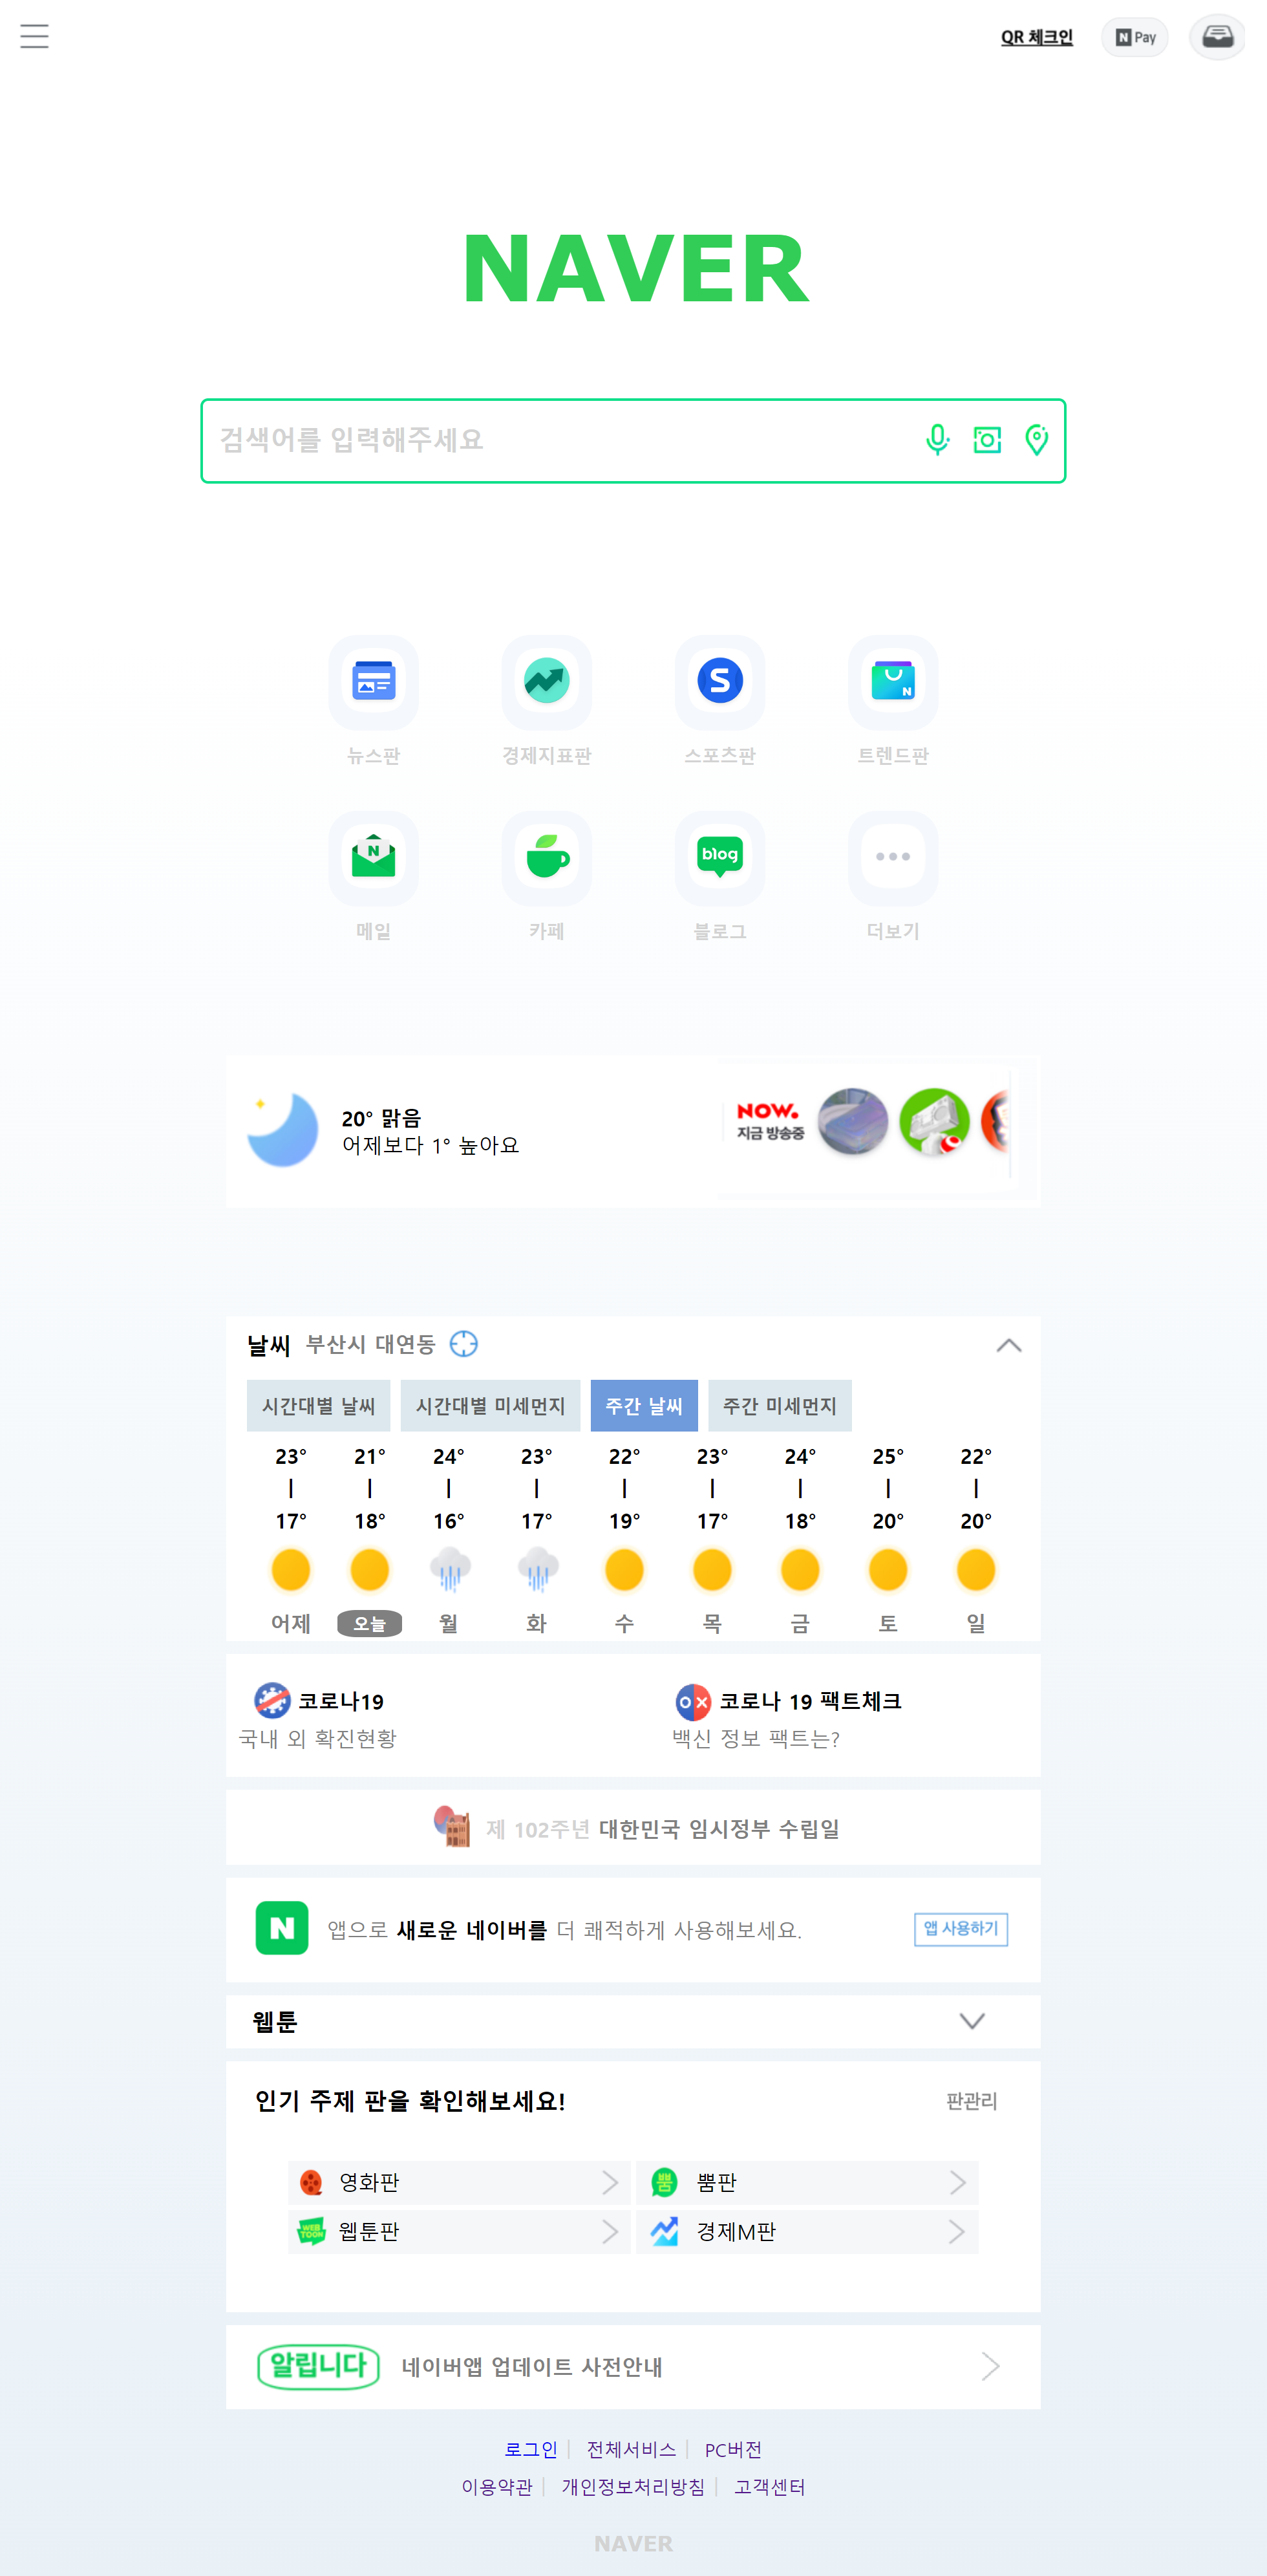 QR 체크인 N Pay
NAVER
검색어를 입력해주세요
S N
뉴스판 경제지표판 스포츠판 트렌드판
N blog
메일 카페 블로그 더보기
20° 맑음
어제보다 1° 높아요
NOW.
지금 방송중
날씨 부산시 대연동
시간대별 날씨 시간대별 미세먼지 주간 날씨 주간 미세먼지
23° 21° 24° 23° 22° 23° 24° 25° 22°
| | | | | | | | |
17° 18° 16° 17° 19° 17° 18° 20° 20°
어제 오늘 월 화 수 목 금 토 일
코로나19 OX 코로나 19 팩트체크
국내 외 확진현황 백신 정보 팩트는?
제 102주년 대한민국 임시정부 수립일
N 앱으로 새로운 네이버를 더 쾌적하게 사용해보세요. 앱 사용하기
웹툰
인기 주제 판을 확인해보세요! 판관리
영화판 뿜 뿜판
WEB TOON 웹툰판 경제M판
알립니다 네이버앱 업데이트 사전안내
로그인 | 전체서비스 | PC버전
이용약관 | 개인정보처리방침 | 고객센터
NAVER